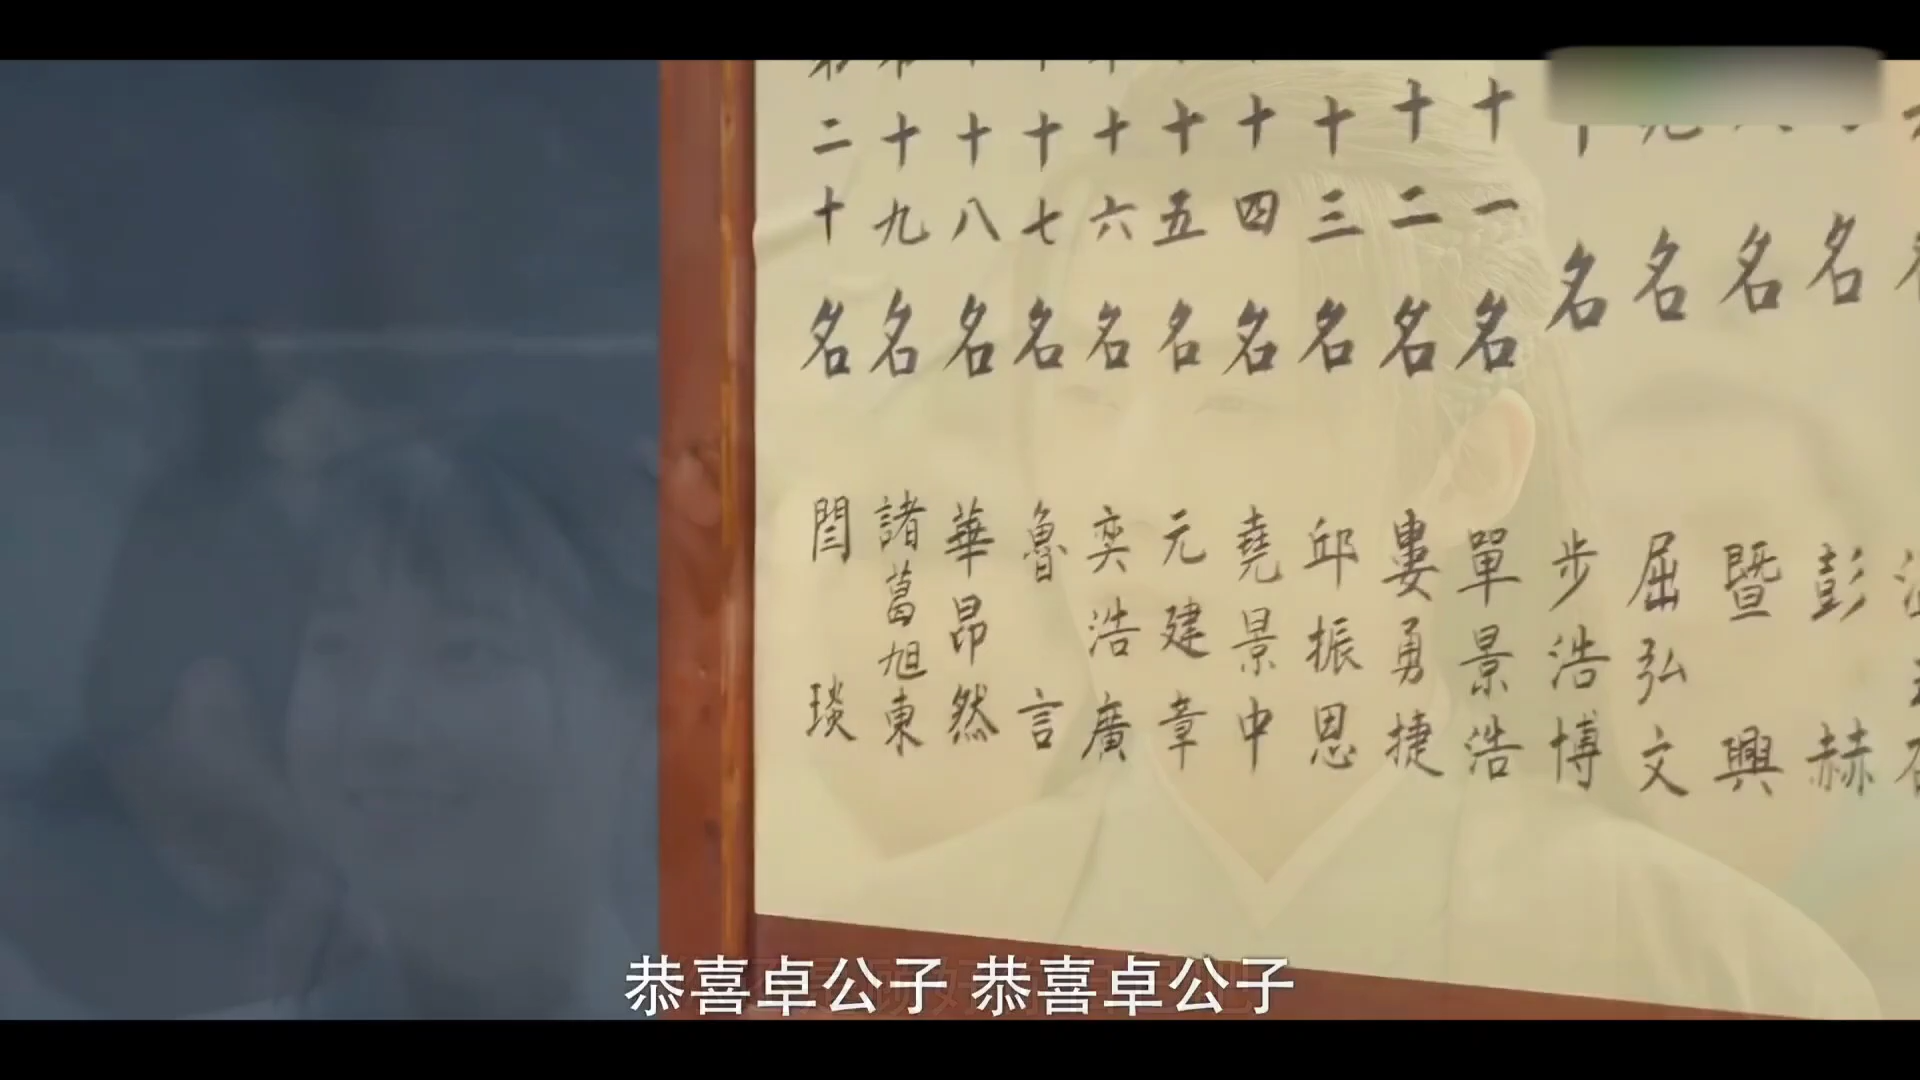 名 彭赫
名 暨興
名 屈弘文
十名 步浩博
十一名 單景浩
十二名 婁勇捷
十三名 邱振思
十四名 堯景中
十五名 元建章
十六名 奕浩廣
十七名 魯言
十八名 華昂然
十九名 諸葛旭東
二十名 閆琰
恭喜卓公子 恭喜卓公子